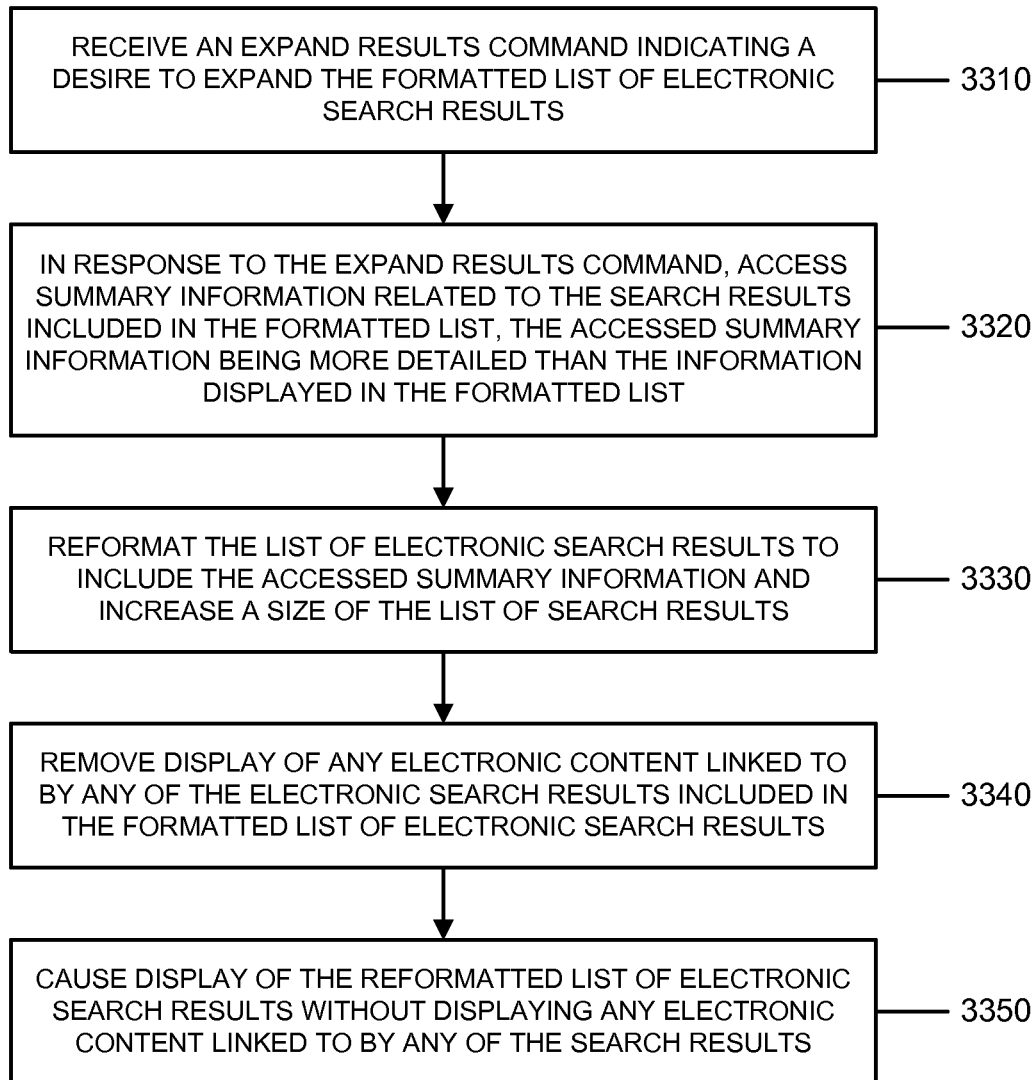 RECEIVE AN EXPAND RESULTS COMMAND INDICATING A
DESIRE TO EXPAND THE FORMATTED LIST OF ELECTRONIC
SEARCH RESULTS
3310
IN RESPONSE TO THE EXPAND RESULTS COMMAND, ACCESS
SUMMARY INFORMATION RELATED TO THE SEARCH RESULTS
INCLUDED IN THE FORMATTED LIST, THE ACCESSED SUMMARY
INFORMATION BEING MORE DETAILED THAN THE INFORMATION
DISPLAYED IN THE FORMATTED LIST
3320
REFORMAT THE LIST OF ELECTRONIC SEARCH RESULTS TO
INCLUDE THE ACCESSED SUMMARY INFORMATION AND
INCREASE A SIZE OF THE LIST OF SEARCH RESULTS
3330
REMOVE DISPLAY OF ANY ELECTRONIC CONTENT LINKED TO
BY ANY OF THE ELECTRONIC SEARCH RESULTS INCLUDED IN
THE FORMATTED LIST OF ELECTRONIC SEARCH RESULTS
3340
CAUSE DISPLAY OF THE REFORMATTED LIST OF ELECTRONIC
SEARCH RESULTS WITHOUT DISPLAYING ANY ELECTRONIC
CONTENT LINKED TO BY ANY OF THE SEARCH RESULTS
3350